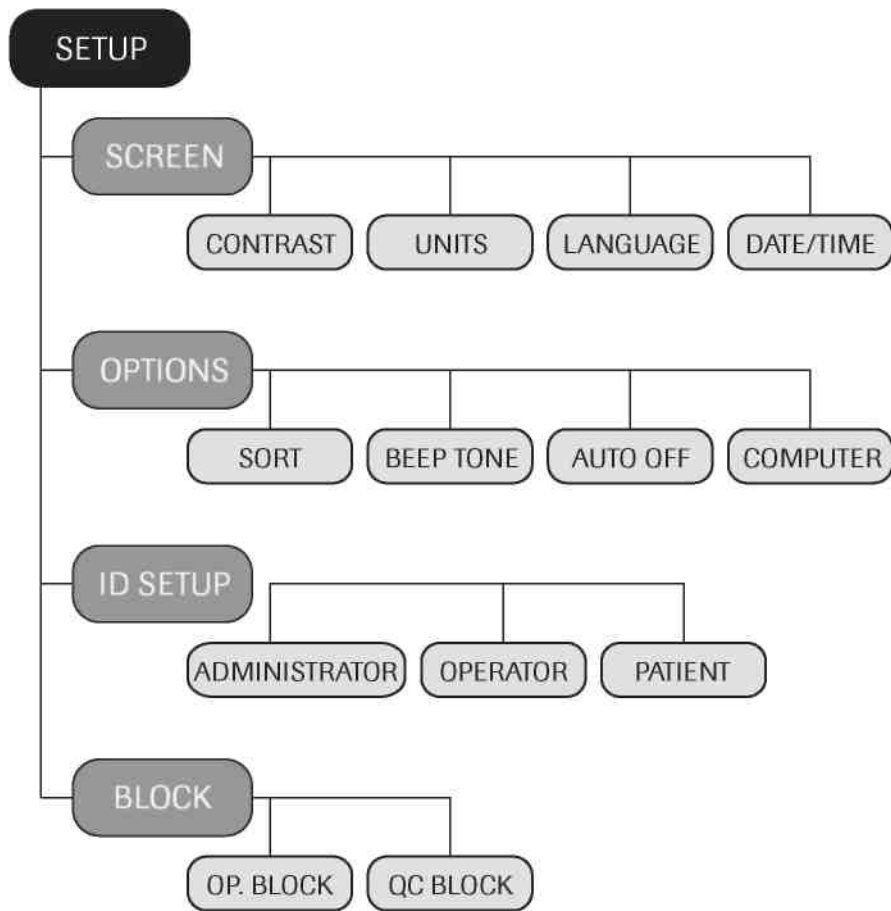 SETUP
SCREEN
CONTRAST UNITS LANGUAGE DATE/TIME
OPTIONS
SORT BEEP TONE AUTO OFF COMPUTER
ID SETUP
ADMINISTRATOR OPERATOR PATIENT
BLOCK
OP. BLOCK QC BLOCK